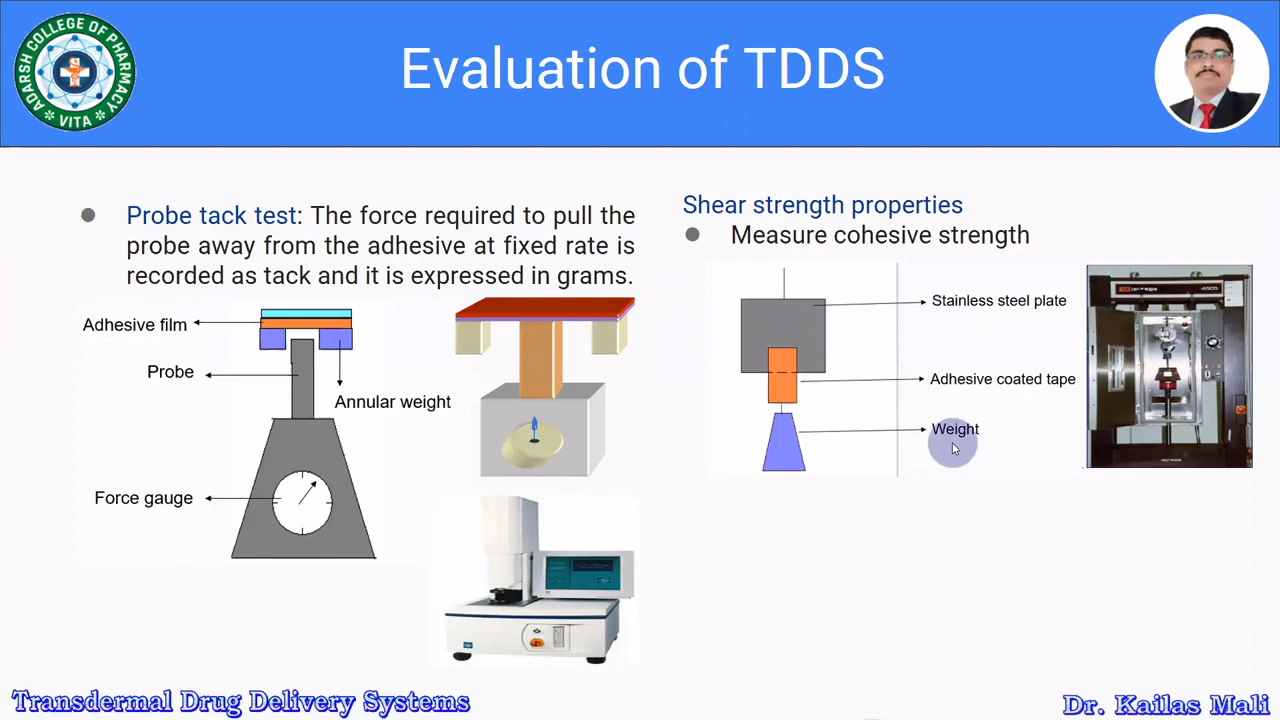 ADARSH COLLEGE OF PHARMACY
VITA
Evaluation of TDDS
Probe tack test: The force required to pull the
probe away from the adhesive at fixed rate is
recorded as tack and it is expressed in grams.
Adhesive film
Probe
Annular weight
Force gauge
Shear strength properties
Measure cohesive strength
Stainless steel plate
Adhesive coated tape
Weight
Transdermal Drug Delivery Systems
Dr. Kailas Mali